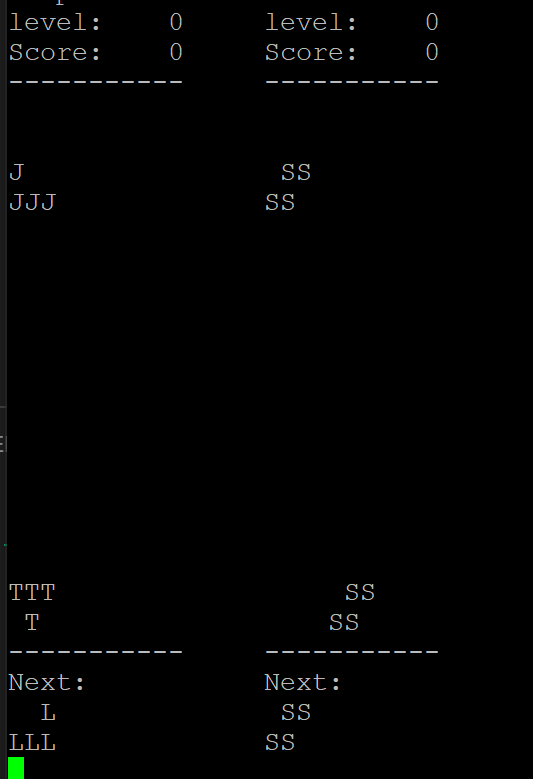 level:    0     level:    0
Score:    0     Score:    0
-----------     -----------
J                SS
JJJ             SS
TTT                  SS
 T                  SS
-----------     -----------
Next:           Next:
  L              SS
LLL             SS